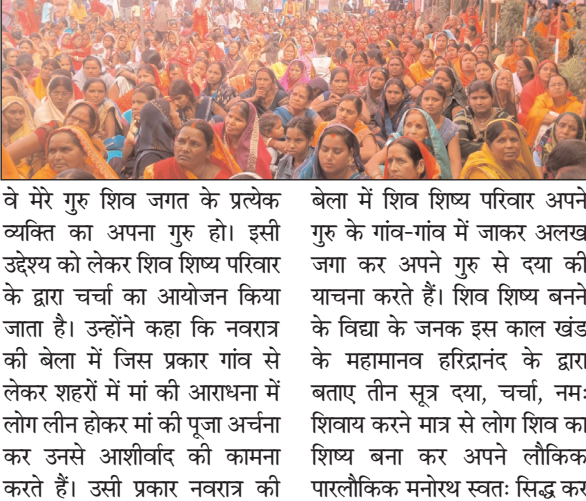 वे मेरे गुरु शिव जगत के प्रत्येक
व्यक्ति का अपना गुरु हो। इसी
उद्देश्य को लेकर शिव शिष्य परिवार
के द्वारा चर्चा का आयोजन किया
जाता है। उन्होंने कहा कि नवरात्र
की बेला में जिस प्रकार गांव से
लेकर शहरों में मां की आराधना में
लोग लीन होकर मां की पूजा अर्चना
कर उनसे आशीर्वाद की कामना
करते हैं। उसी प्रकार नवरात्र की
बेला में शिव शिष्य परिवार अपने
गुरु के गांव-गांव में जाकर अलख
जगा कर अपने गुरु से दया की
याचना करते हैं। शिव शिष्य बनने
के विद्या के जनक इस काल खंड
के महामानव हरिद्रानंद के द्वारा
बताए तीन सूत्र दया, चर्चा, नमः
शिवाय करने मात्र से लोग शिव का
शिष्य बना कर अपने लौकिक
पारलौकिक मनोरथ स्वतः सिद्ध कर